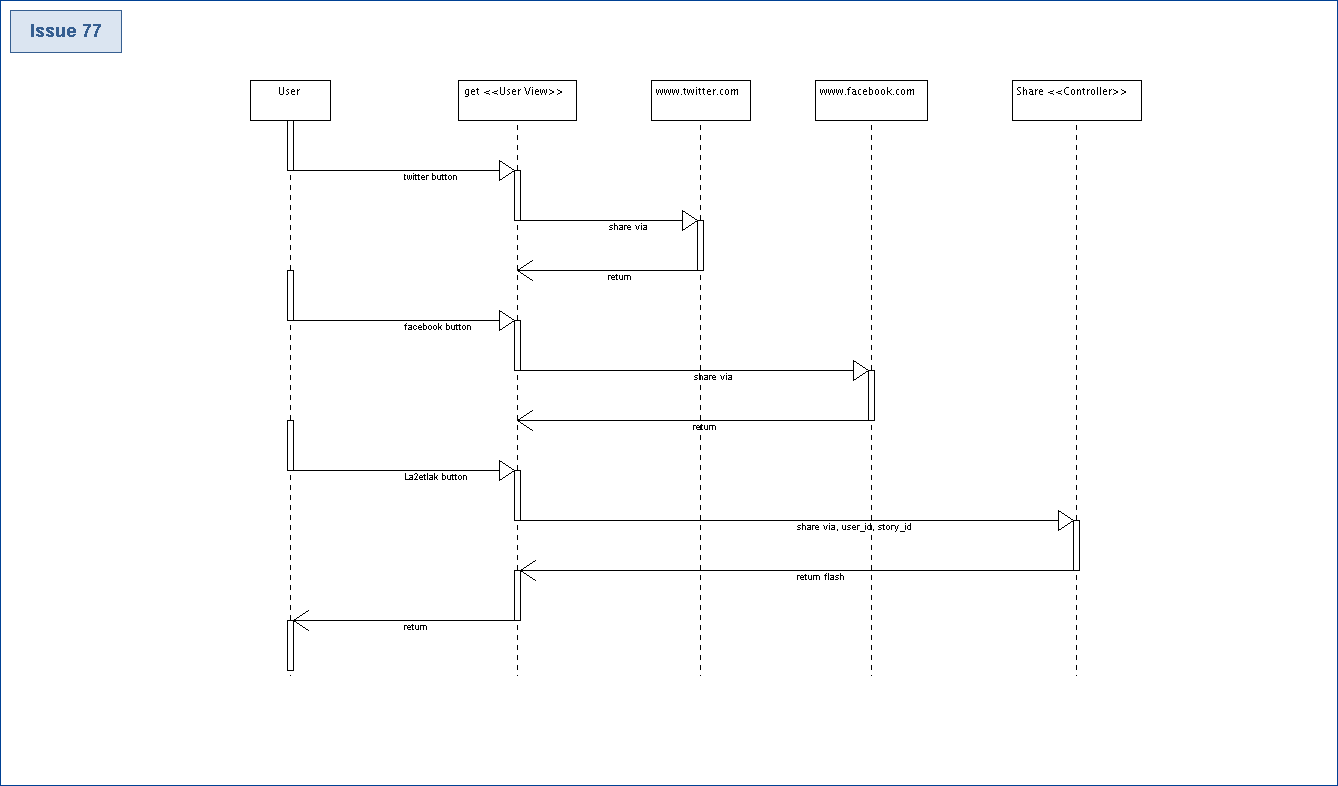 Issue 77
User
get <<User View>>
www.twitter.com
www.facebook.com
Share <<Controller>>
twitter button
share via
return
facebook button
share via
return
La2etlak button
share via, user_id, story_id
return flash
return